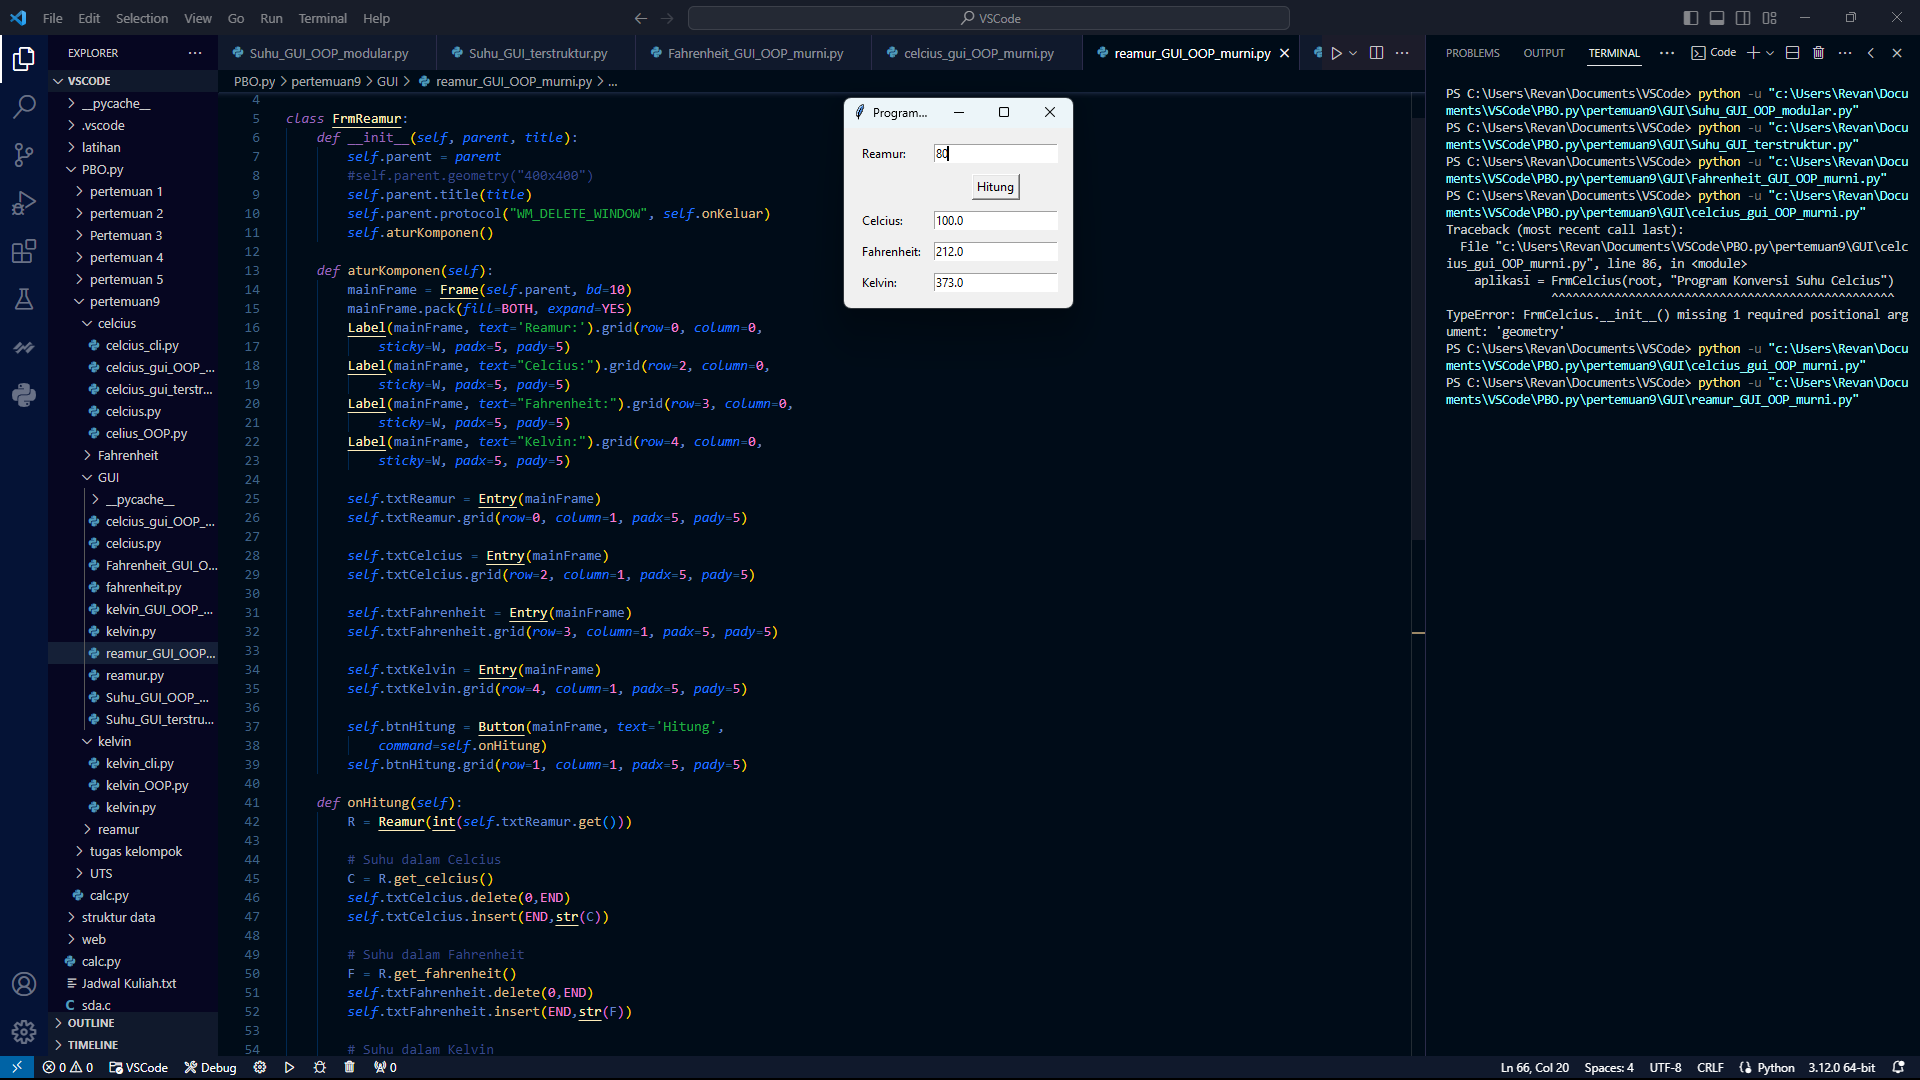 File Edit Selection View Go Run Terminal Help
VSCode
EXPLORER
VSCODE
__pycache__
.vscode
latihan
PBO.py
pertemuan 1
pertemuan 2
Pertemuan 3
pertemuan 4
pertemuan 5
pertemuan9
celcius
celcius_cli.py
celcius_gui_OOP_...
celcius_gui_terstr...
celcius.py
celius_OOP.py
Fahrenheit
GUI
__pycache__
celcius_gui_OOP_...
celcius.py
Fahrenheit_GUI_O...
fahrenheit.py
kelvin_GUI_OOP_...
kelvin.py
reamur_GUI_OOP...
reamur.py
Suhu_GUI_OOP_...
Suhu_GUI_terstru...
kelvin
kelvin_cli.py
kelvin_OOP.py
kelvin.py
reamur
tugas kelompok
UTS
calc.py
struktur data
web
calc.py
Jadwal Kuliah.txt
C sda.c
OUTLINE
TIMELINE
Suhu_GUI_OOP_modular.py
Suhu_GUI_terstruktur.py
Fahrenheit_GUI_OOP_murni.py
celcius_gui_OOP_murni.py
reamur_GUI_OOP_murni.py
PBO.py > pertemuan9 > GUI > reamur_GUI_OOP_murni.py > ...
4
5 class FrmReamur:
6 def __init__(self, parent, title):
7 self.parent = parent
8 #self.parent.geometry("400x400")
9 self.parent.title(title)
10 self.parent.protocol("WM_DELETE_WINDOW", self.onKeluar)
11 self.aturKomponen()
12
13 def aturKomponen(self):
14 mainFrame = Frame(self.parent, bd=10)
15 mainFrame.pack(fill=BOTH, expand=YES)
16 Label(mainFrame, text='Reamur:').grid(row=0, column=0,
17 sticky=W, padx=5, pady=5)
18 Label(mainFrame, text="Celcius:").grid(row=2, column=0,
19 sticky=W, padx=5, pady=5)
20 Label(mainFrame, text="Fahrenheit:").grid(row=3, column=0,
21 sticky=W, padx=5, pady=5)
22 Label(mainFrame, text="Kelvin:").grid(row=4, column=0,
23 sticky=W, padx=5, pady=5)
24
25 self.txtReamur = Entry(mainFrame)
26 self.txtReamur.grid(row=0, column=1, padx=5, pady=5)
27
28 self.txtCelcius = Entry(mainFrame)
29 self.txtCelcius.grid(row=2, column=1, padx=5, pady=5)
30
31 self.txtFahrenheit = Entry(mainFrame)
32 self.txtFahrenheit.grid(row=3, column=1, padx=5, pady=5)
33
34 self.txtKelvin = Entry(mainFrame)
35 self.txtKelvin.grid(row=4, column=1, padx=5, pady=5)
36
37 self.btnHitung = Button(mainFrame, text='Hitung',
38 command=self.onHitung)
39 self.btnHitung.grid(row=1, column=1, padx=5, pady=5)
40
41 def onHitung(self):
42 R = Reamur(int(self.txtReamur.get()))
43
44 # Suhu dalam Celcius
45 C = R.get_celcius()
46 self.txtCelcius.delete(0,END)
47 self.txtCelcius.insert(END,str(C))
48
49 # Suhu dalam Fahrenheit
50 F = R.get_fahrenheit()
51 self.txtFahrenheit.delete(0,END)
52 self.txtFahrenheit.insert(END,str(F))
53
54 # Suhu dalam Kelvin
Program...
Reamur: 80
Hitung
Celcius: 100.0
Fahrenheit: 212.0
Kelvin: 373.0
PROBLEMS OUTPUT TERMINAL ... Code
PS C:\Users\Revan\Documents\VSCode> python -u "c:\Users\Revan\Docu
ments\VSCode\PBO.py\pertemuan9\GUI\Suhu_GUI_OOP_modular.py"
PS C:\Users\Revan\Documents\VSCode> python -u "c:\Users\Revan\Docu
ments\VSCode\PBO.py\pertemuan9\GUI\Suhu_GUI_terstruktur.py"
PS C:\Users\Revan\Documents\VSCode> python -u "c:\Users\Revan\Docu
ments\VSCode\PBO.py\pertemuan9\GUI\Fahrenheit_GUI_OOP_murni.py"
PS C:\Users\Revan\Documents\VSCode> python -u "c:\Users\Revan\Docu
ments\VSCode\PBO.py\pertemuan9\GUI\celcius_gui_OOP_murni.py"
Traceback (most recent call last):
File "c:\Users\Revan\Documents\VSCode\PBO.py\pertemuan9\GUI\celc
ius_gui_OOP_murni.py", line 86, in <module>
aplikasi = FrmCelcius(root, "Program Konversi Suhu Celcius")
^^^^^^^^^^^^^^^^^^^^^^^^^^^^^^^^^^^^^^^^^^^^^^^^^
TypeError: FrmCelcius.__init__() missing 1 required positional arg
ument: 'geometry'
PS C:\Users\Revan\Documents\VSCode> python -u "c:\Users\Revan\Docu
ments\VSCode\PBO.py\pertemuan9\GUI\celcius_gui_OOP_murni.py"
PS C:\Users\Revan\Documents\VSCode> python -u "c:\Users\Revan\Docu
ments\VSCode\PBO.py\pertemuan9\GUI\reamur_GUI_OOP_murni.py"
0 0 VSCode Debug 0
Ln 66, Col 20 Spaces: 4 UTF-8 CRLF Python 3.12.0 64-bit